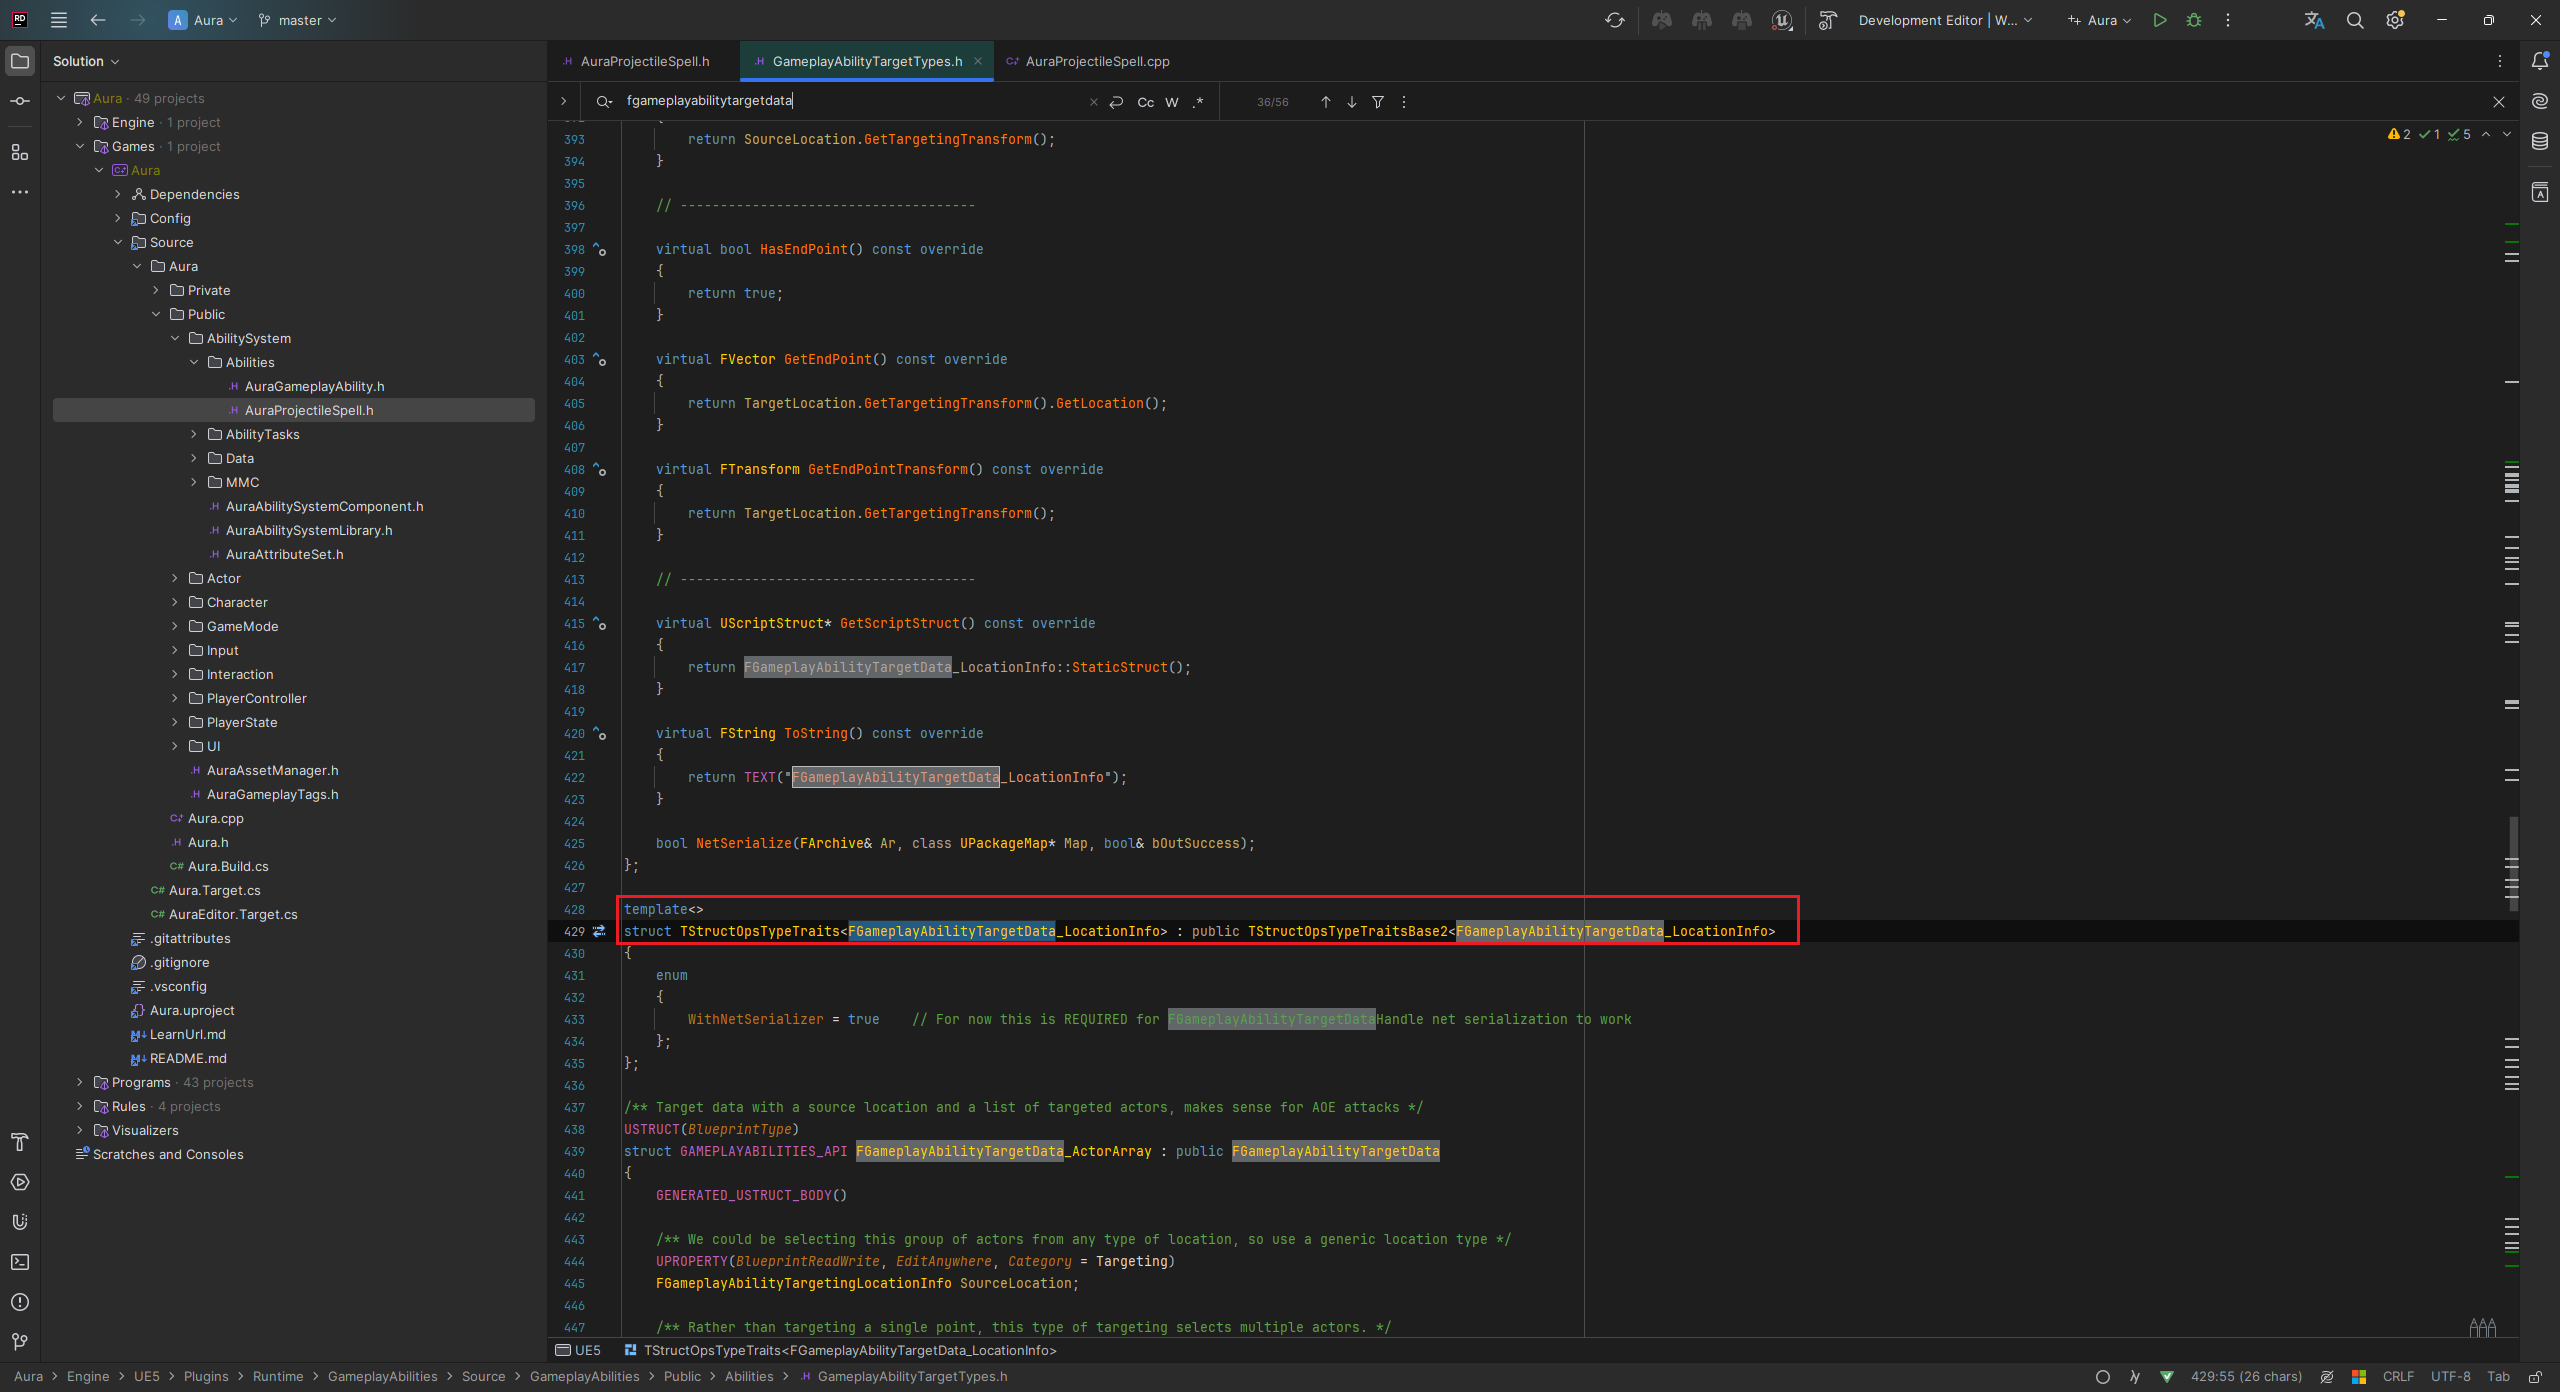 RD
A Aura
master
Development Editor | W...
Aura
Solution
AuraProjectileSpell.h
GameplayAbilityTargetTypes.h
AuraProjectileSpell.cpp
fgameplayabilitytargetdata
Cc W .*
36/56
Aura · 49 projects
Engine · 1 project
Games · 1 project
Aura
Dependencies
Config
Source
Aura
Private
Public
AbilitySystem
Abilities
AuraGameplayAbility.h
AuraProjectileSpell.h
AbilityTasks
Data
MMC
AuraAbilitySystemComponent.h
AuraAbilitySystemLibrary.h
AuraAttributeSet.h
Actor
Character
GameMode
Input
Interaction
PlayerController
PlayerState
UI
AuraAssetManager.h
AuraGameplayTags.h
Aura.cpp
Aura.h
Aura.Build.cs
Aura.Target.cs
AuraEditor.Target.cs
.gitattributes
.gitignore
.vsconfig
Aura.uproject
LearnUrl.md
README.md
Programs · 43 projects
Rules · 4 projects
Visualizers
Scratches and Consoles
2 1 5
393 return SourceLocation.GetTargetingTransform();
394 }
395
396 // -------------------------------------
397
398 virtual bool HasEndPoint() const override
399 {
400 return true;
401 }
402
403 virtual FVector GetEndPoint() const override
404 {
405 return TargetLocation.GetTargetingTransform().GetLocation();
406 }
407
408 virtual FTransform GetEndPointTransform() const override
409 {
410 return TargetLocation.GetTargetingTransform();
411 }
412
413 // -------------------------------------
414
415 virtual UScriptStruct* GetScriptStruct() const override
416 {
417 return FGameplayAbilityTargetData_LocationInfo::StaticStruct();
418 }
419
420 virtual FString ToString() const override
421 {
422 return TEXT("FGameplayAbilityTargetData_LocationInfo");
423 }
424
425 bool NetSerialize(FArchive& Ar, class UPackageMap* Map, bool& bOutSuccess);
426 };
427
428 template<>
429 struct TStructOpsTypeTraits<FGameplayAbilityTargetData_LocationInfo> : public TStructOpsTypeTraitsBase2<FGameplayAbilityTargetData_LocationInfo>
430 {
431 enum
432 {
433 WithNetSerializer = true // For now this is REQUIRED for FGameplayAbilityTargetDataHandle net serialization to work
434 };
435 };
436
437 /** Target data with a source location and a list of targeted actors, makes sense for AOE attacks */
438 USTRUCT(BlueprintType)
439 struct GAMEPLAYABILITIES_API FGameplayAbilityTargetData_ActorArray : public FGameplayAbilityTargetData
440 {
441 GENERATED_USTRUCT_BODY()
442
443 /** We could be selecting this group of actors from any type of location, so use a generic location type */
444 UPROPERTY(BlueprintReadWrite, EditAnywhere, Category = Targeting)
445 FGameplayAbilityTargetingLocationInfo SourceLocation;
446
447 /** Rather than targeting a single point, this type of targeting selects multiple actors. */
UE5 TStructOpsTypeTraits<FGameplayAbilityTargetData_LocationInfo>
Aura > Engine > UE5 > Plugins > Runtime > GameplayAbilities > Source > GameplayAbilities > Public > Abilities > GameplayAbilityTargetTypes.h
429:55 (26 chars) CRLF UTF-8 Tab